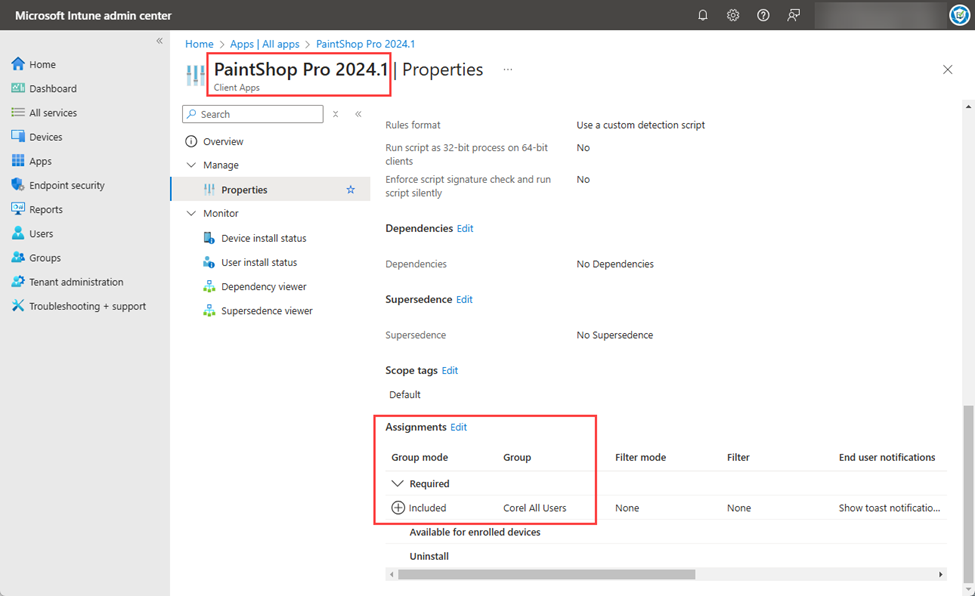 Microsoft Intune admin center
Home
Dashboard
All services
Devices
Apps
Endpoint security
Reports
Users
Groups
Tenant administration
Troubleshooting + support
Home > Apps | All apps > PaintShop Pro 2024.1
PaintShop Pro 2024.1 | Properties ...
Client Apps
Search
Overview
Manage
Properties
Monitor
Device install status
User install status
Dependency viewer
Supersedence viewer
Rules format Use a custom detection script
Run script as 32-bit process on 64-bit No
clients
Enforce script signature check and run No
script silently
Dependencies Edit
Dependencies No Dependencies
Supersedence Edit
Supersedence No Supersedence
Scope tags Edit
Default
Assignments Edit
Group mode Group Filter mode Filter End user notifications
Required
Included Corel All Users None None Show toast notificatio...
Available for enrolled devices
Uninstall